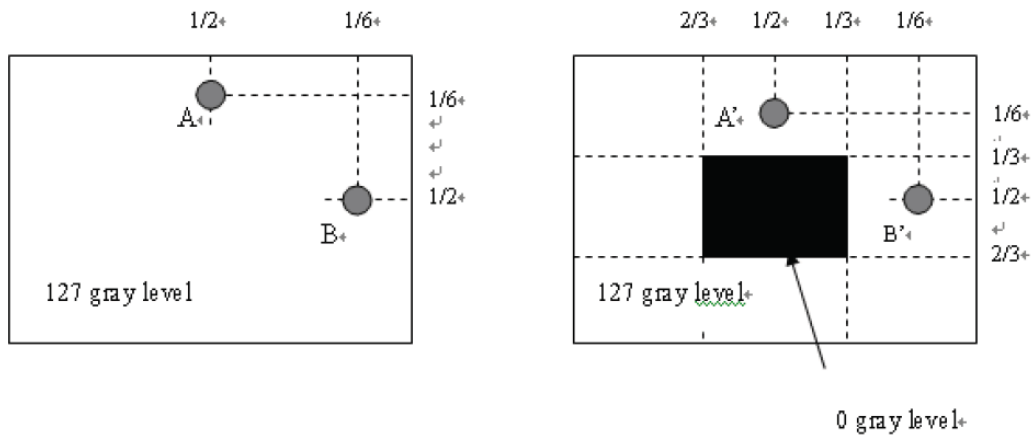 1/2↵ 1/6↵
A↵
1/6↵
↵
↵
↵
1/2↵
B↵
127 gray level
2/3↵ 1/2↵ 1/3↵ 1/6↵
A'↵
1/6↵
1/3↵
1/2↵
↵
B'↵
2/3↵
127 gray level↵
0 gray level↵